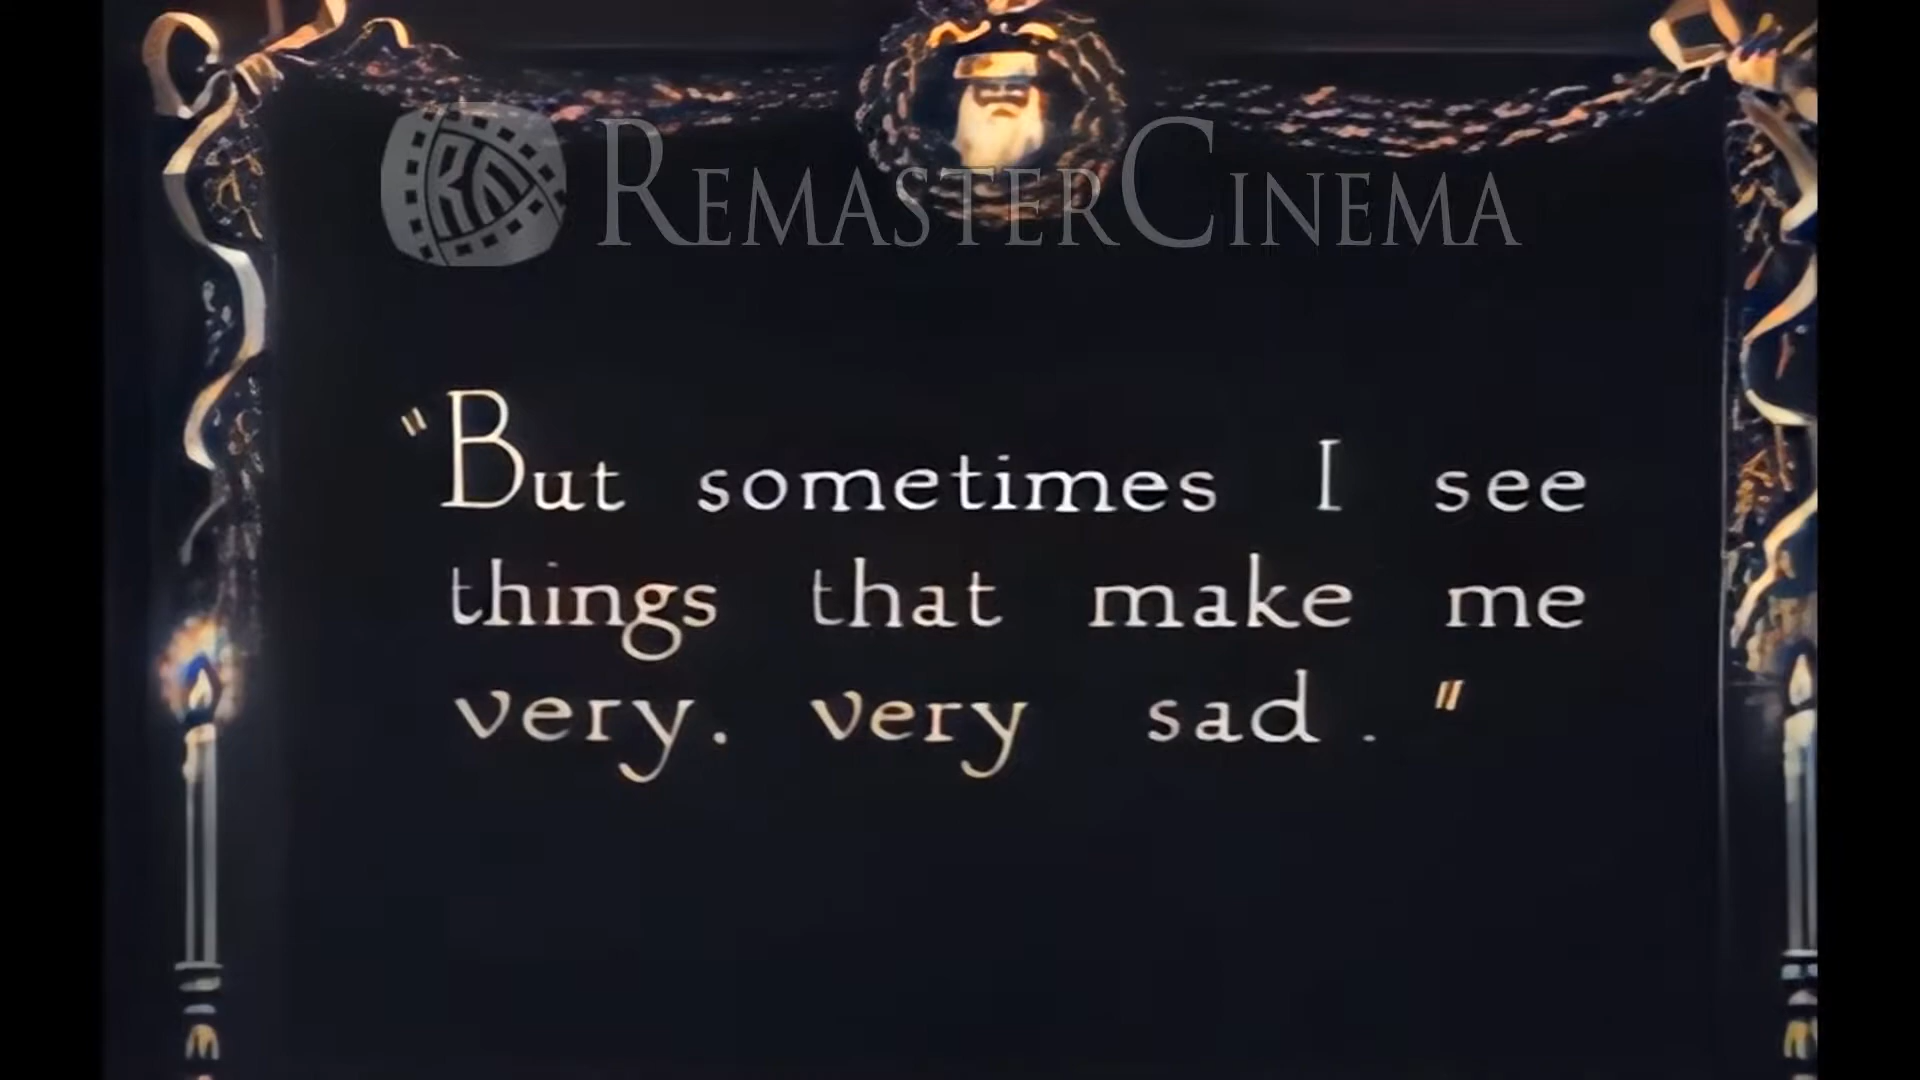 REMASTERCINEMA
"But sometimes I see
things that make me
very. very sad."